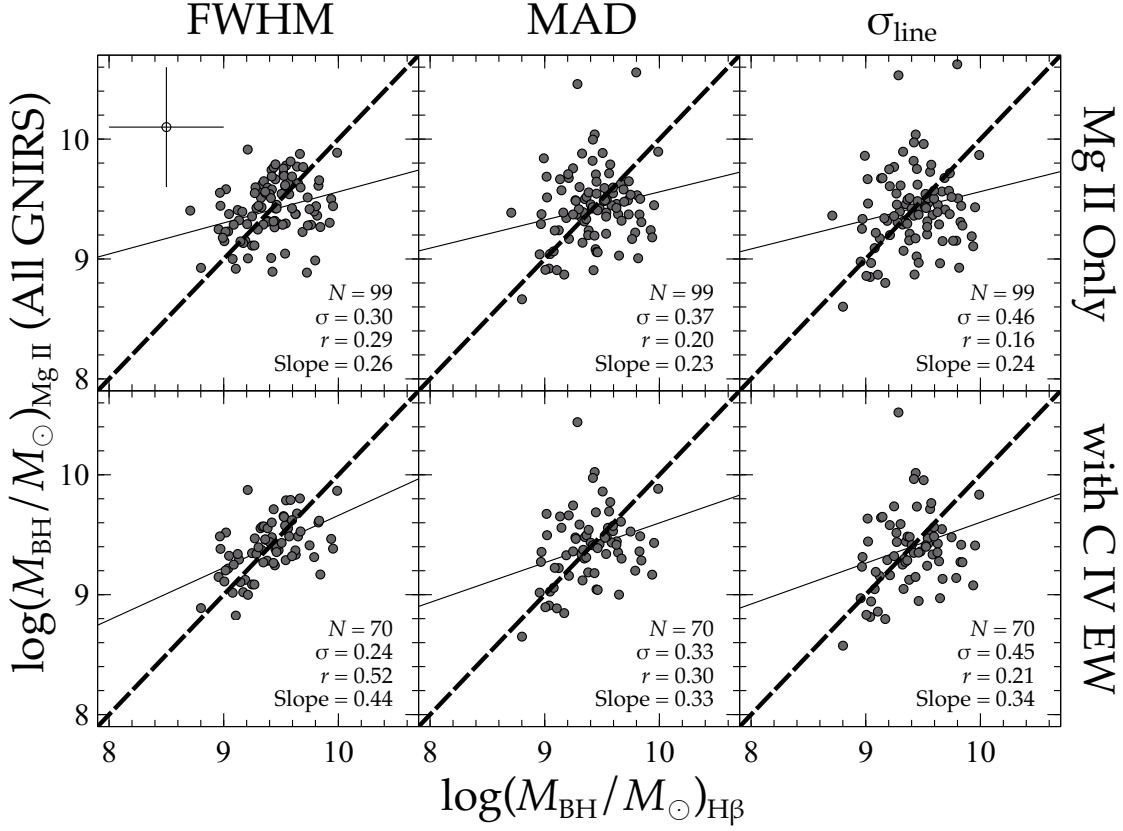 FWHM
MAD
σline
log(MBH/M☉)Mg II (All GNIRS)
Mg II Only
with C IV EW
10
9
8
N = 99
σ = 0.30
r = 0.29
Slope = 0.26
N = 99
σ = 0.37
r = 0.20
Slope = 0.23
N = 99
σ = 0.46
r = 0.16
Slope = 0.24
10
9
8
N = 70
σ = 0.24
r = 0.52
Slope = 0.44
N = 70
σ = 0.33
r = 0.30
Slope = 0.33
N = 70
σ = 0.45
r = 0.21
Slope = 0.34
8 9 10 8 9 10 8 9 10
log(MBH/M☉)Hβ